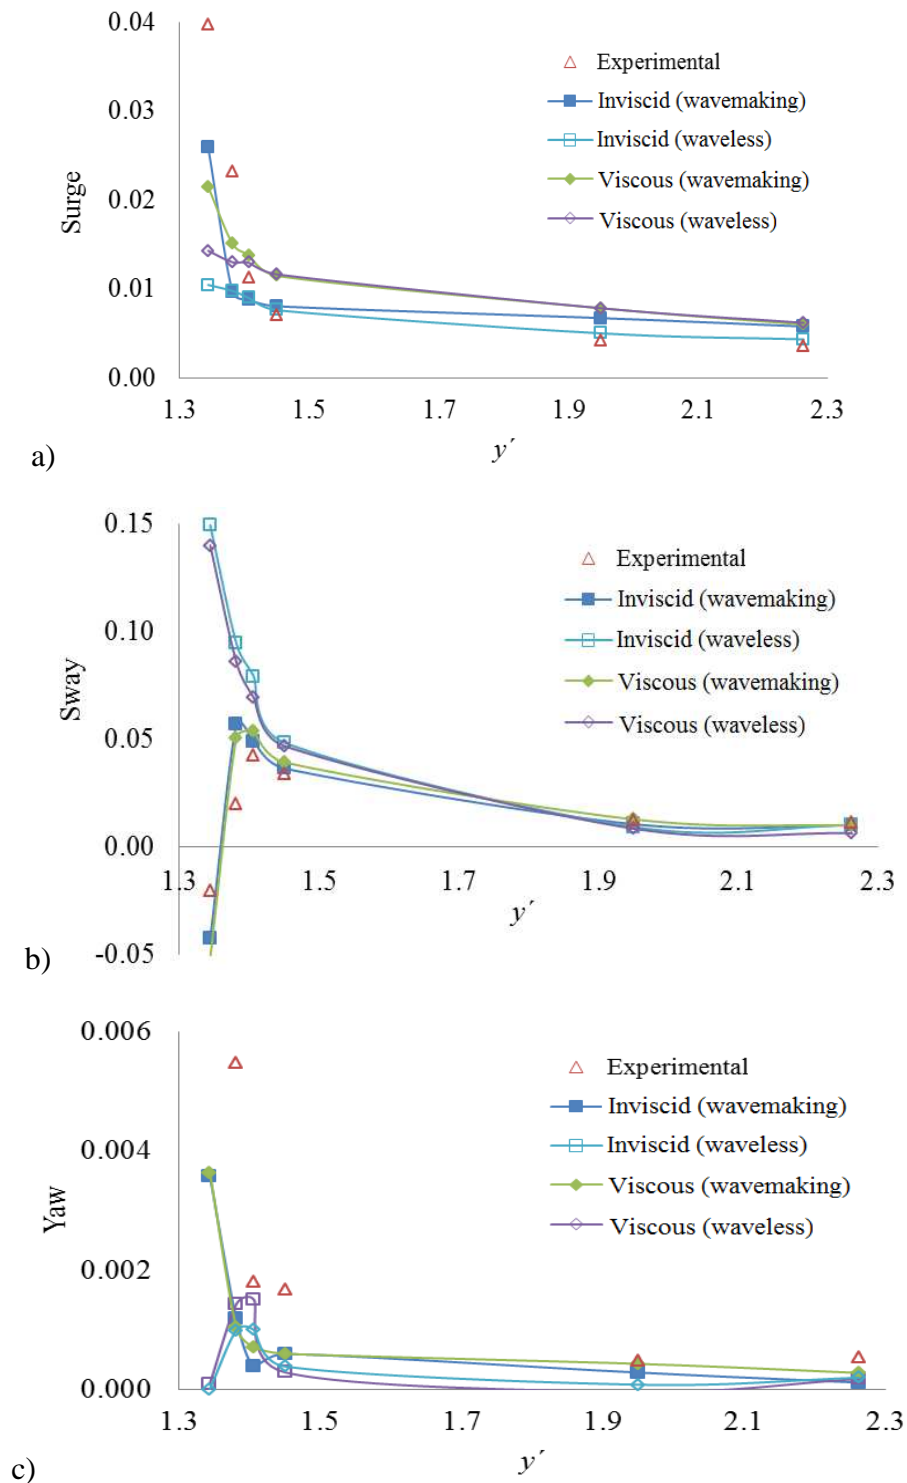 0.04
Experimental
0.03
Inviscid (wavemaking)
Inviscid (waveless)
Surge
0.02
Viscous (wavemaking)
Viscous (waveless)
0.01
0.00
1.3 1.5 1.7 1.9 2.1 2.3
y´
a)
0.15
Experimental
Inviscid (wavemaking)
0.10
Inviscid (waveless)
Sway
Viscous (wavemaking)
0.05
Viscous (waveless)
0.00
1.3 1.5 1.7 1.9 2.1 2.3
y´
b)
-0.05
0.006
Experimental
Inviscid (wavemaking)
0.004
Inviscid (waveless)
Yaw
Viscous (wavemaking)
Viscous (waveless)
0.002
0.000
1.3 1.5 1.7 1.9 2.1 2.3
y´
c)